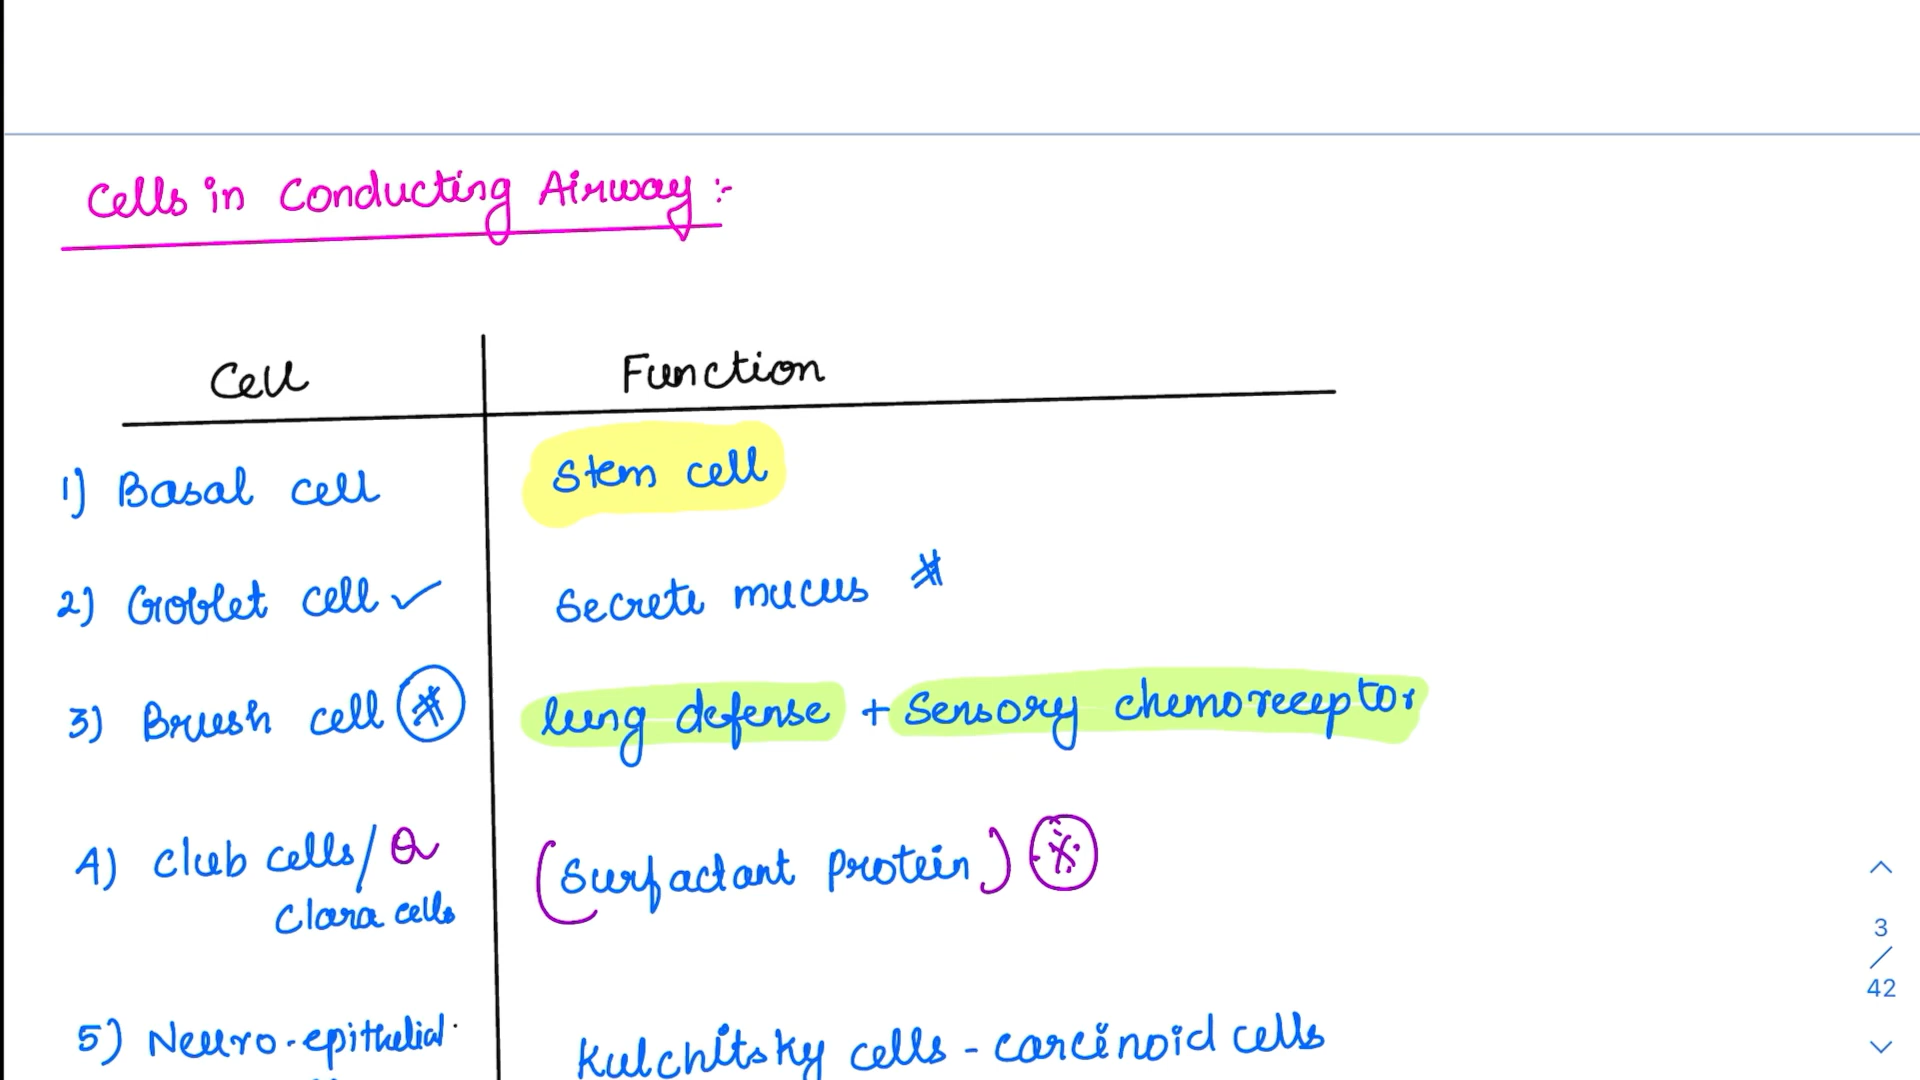 Cells in Conducting Airway :-
Cell Function
1) Basal cell Stem cell
2) Goblet cell ✓ Secrete mucus #
3) Brush cell # lung defense + Sensory chemoreceptor
4) Club cells/ (Surfactant Protein)
Clara cells
5) Neuro-epithelial Kulchitsky cells - carcinoid cells
3
/
42